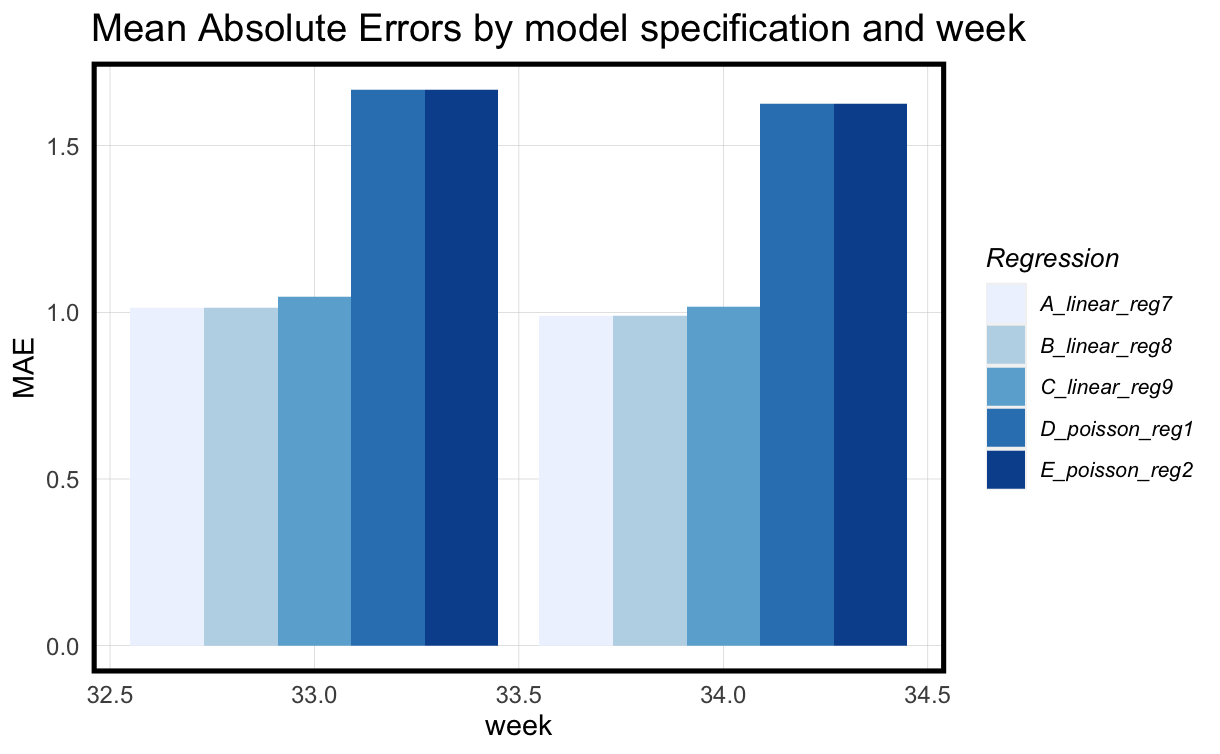 Mean Absolute Errors by model specification and week
MAE
1.5
1.0
0.5
0.0
32.5 33.0 33.5 34.0 34.5
week
Regression
A_linear_reg7
B_linear_reg8
C_linear_reg9
D_poisson_reg1
E_poisson_reg2